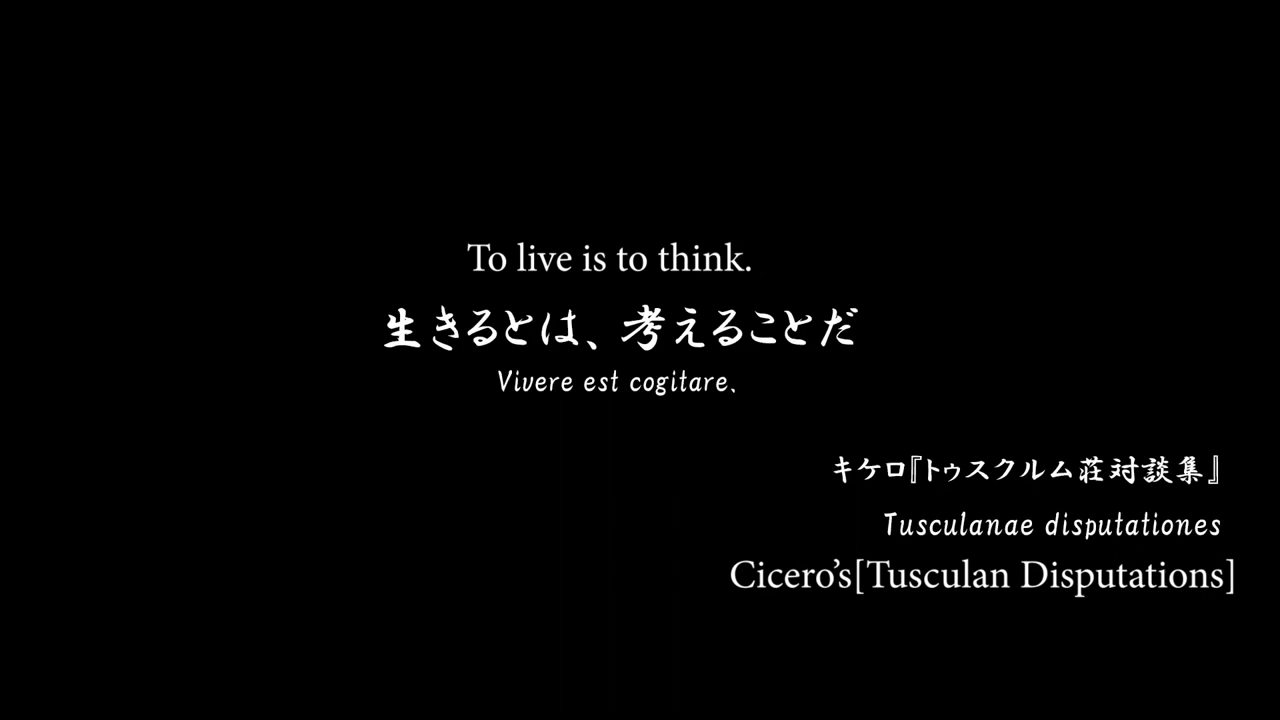 To live is to think.
生きるとは、考えることだ
Vivere est cogitare.
キケロ『トゥスクルム荘対談集』
Tusculanae disputationes
Cicero’s[Tusculan Disputations]